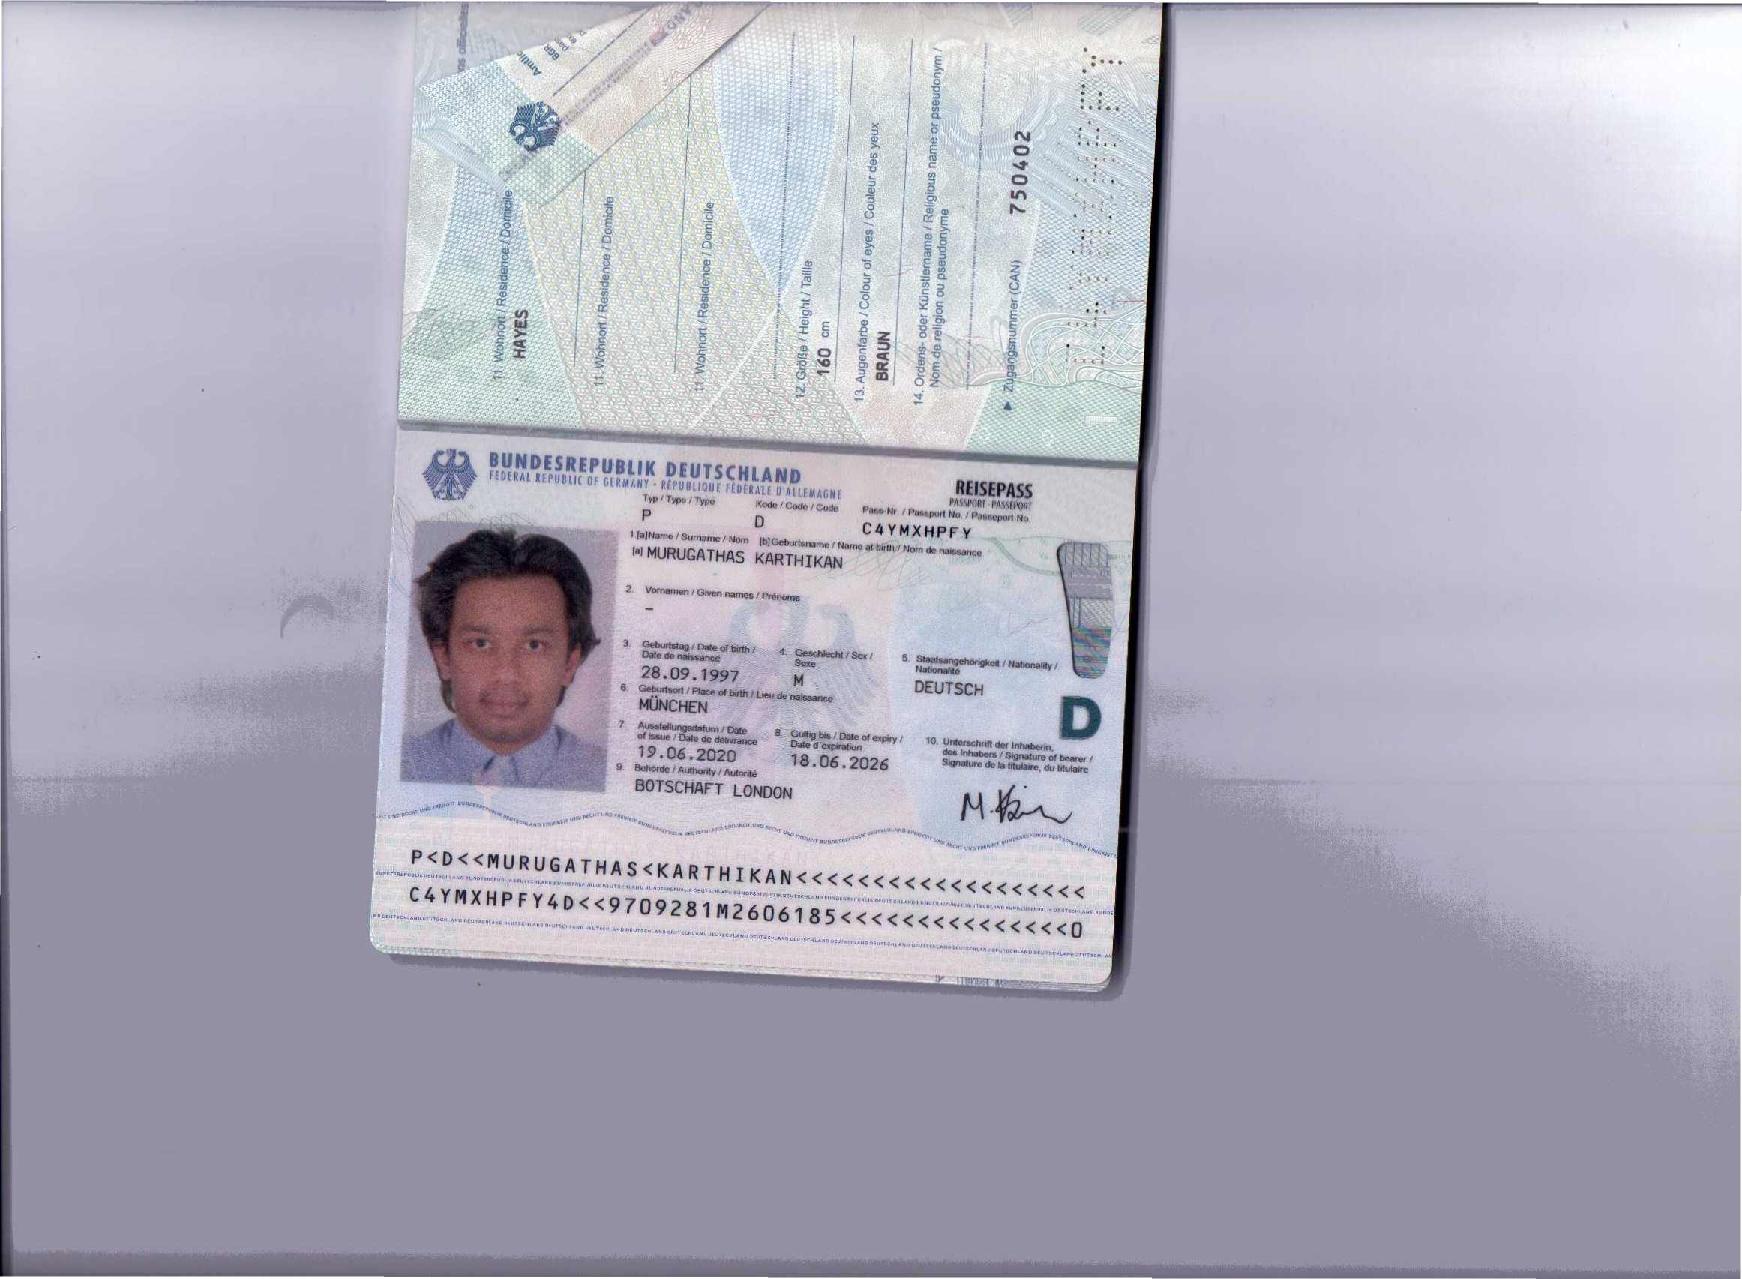 11. Wohnort / Residence / Domicile
HAYES
11. Wohnort / Residence / Domicile
11. Wohnort / Residence / Domicile
12. Größe / Height / Taille
160 cm
13. Augenfarbe / Colour of eyes / Couleur des yeux
BRAUN
14. Ordens- oder Künstlername / Religious name or pseudonym /
Nom de religion ou pseudonyme
► Zugangsnummer (CAN) 750402
BUNDESREPUBLIK DEUTSCHLAND
FEDERAL REPUBLIC OF GERMANY · RÉPUBLIQUE FÉDÉRALE D'ALLEMAGNE
REISEPASS
PASSPORT · PASSEPORT
Typ / Type / Type Kode / Code / Code Pass-Nr. / Passport No. / Passeport No.
P D C4YMXHPFY
1.[a]Name / Surname / Nom [b]Geburtsname / Name at birth / Nom de naissance
[a] MURUGATHAS KARTHIKAN
2. Vornamen / Given names / Prénoms
–
3. Geburtstag / Date of birth / Date de naissance
28.09.1997
4. Geschlecht / Sex / Sexe
M
5. Staatsangehörigkeit / Nationality / Nationalité
DEUTSCH
6. Geburtsort / Place of birth / Lieu de naissance
MÜNCHEN
7. Ausstellungsdatum / Date of issue / Date de délivrance
19.06.2020
8. Gültig bis / Date of expiry / Date d'expiration
18.06.2026
9. Behörde / Authority / Autorité
BOTSCHAFT LONDON
10. Unterschrift der Inhaberin, des Inhabers / Signature of bearer / Signature de la titulaire, du titulaire
D
P<D<<MURUGATHAS<KARTHIKAN<<<<<<<<<<<<<<<<<<<
C4YMXHPFY4D<<9709281M2606185<<<<<<<<<<<<<<<0